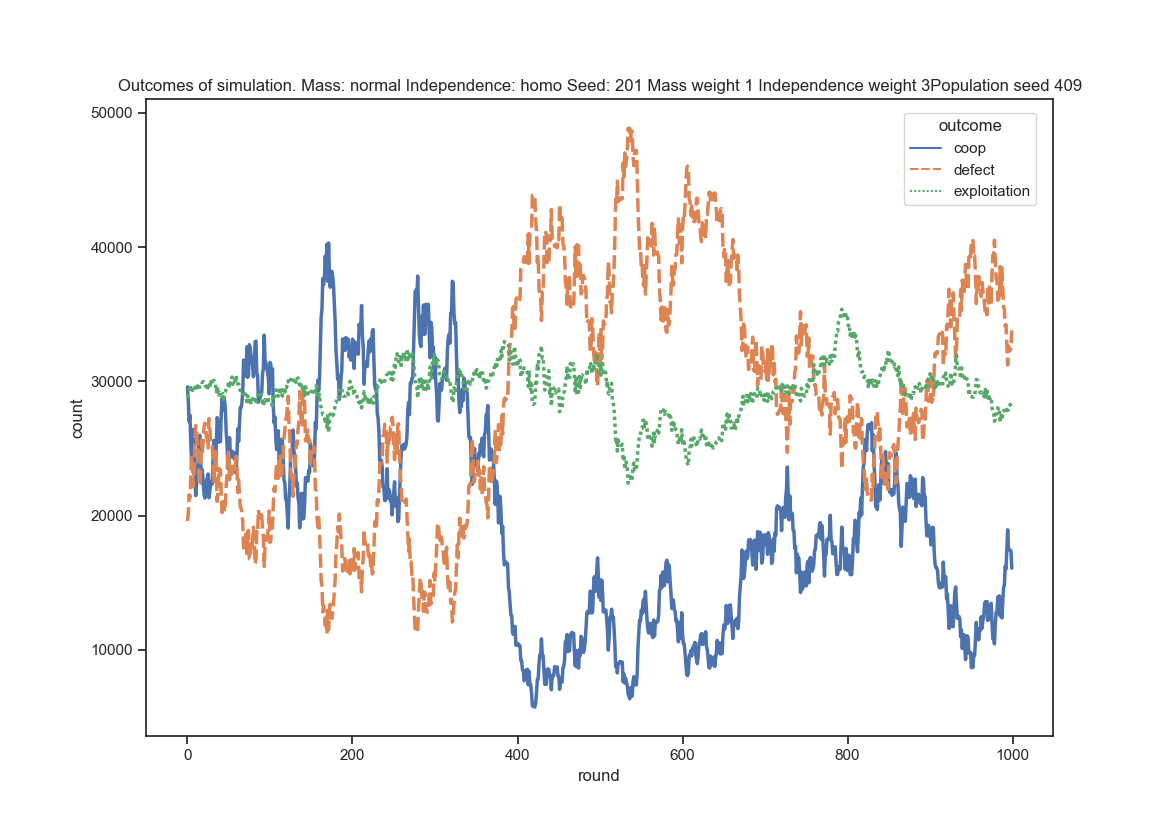 Outcomes of simulation. Mass: normal Independence: homo Seed: 201 Mass weight 1 Independence weight 3Population seed 409
50000
40000
30000
20000
10000
count
outcome
coop
defect
exploitation
0
200
400
600
800
1000
round